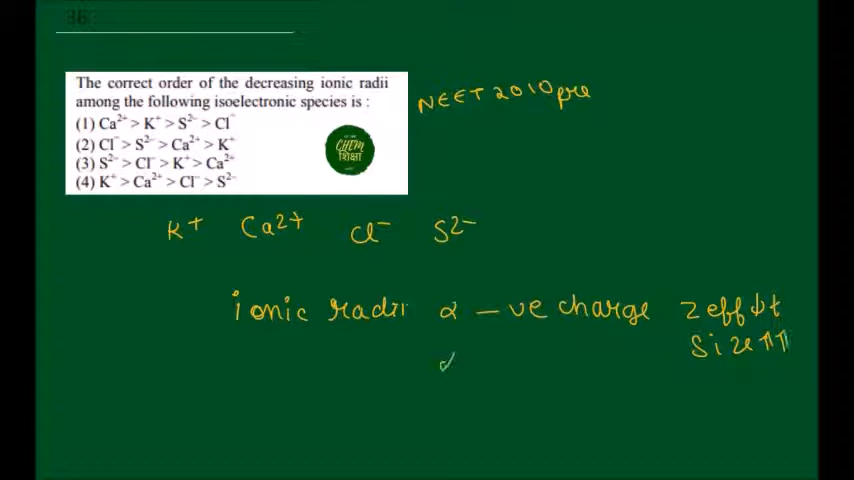 36
The correct order of the decreasing ionic radii
among the following isoelectronic species is :
(1) Ca²⁺ > K⁺ > S²⁻ > Cl⁻
(2) Cl⁻ > S²⁻ > Ca²⁺ > K⁺
(3) S²⁻ > Cl⁻ > K⁺ > Ca²⁺
(4) K⁺ > Ca²⁺ > Cl⁻ > S²⁻
CHEM
शिक्षा
NEET 2010 pre
K⁺ Ca²⁺ Cl⁻ S²⁻
ionic radii α -ve charge Zeff↓↑
Size↑↑